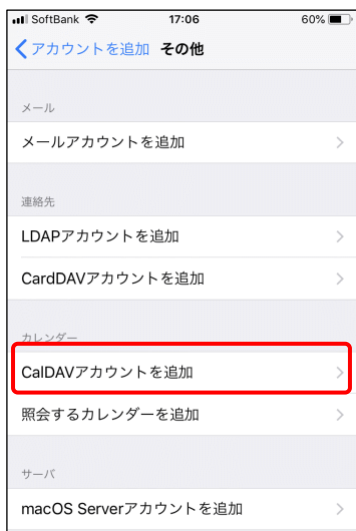 SoftBank 17:06 60%
アカウントを追加 その他
メール
メールアカウントを追加
連絡先
LDAPアカウントを追加
CardDAVアカウントを追加
カレンダー
CalDAVアカウントを追加
照会するカレンダーを追加
サーバ
macOS Serverアカウントを追加